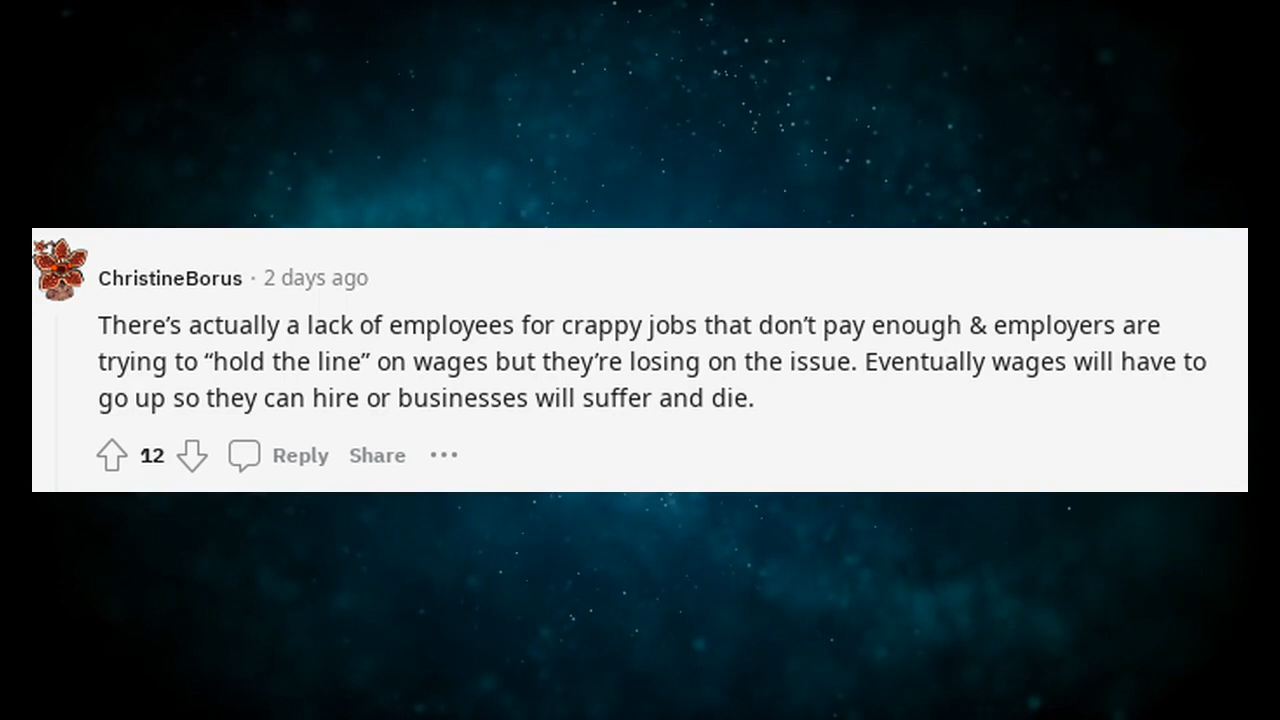 ChristineBorus · 2 days ago
There’s actually a lack of employees for crappy jobs that don’t pay enough & employers are
trying to “hold the line” on wages but they’re losing on the issue. Eventually wages will have to
go up so they can hire or businesses will suffer and die.
12 Reply Share •••